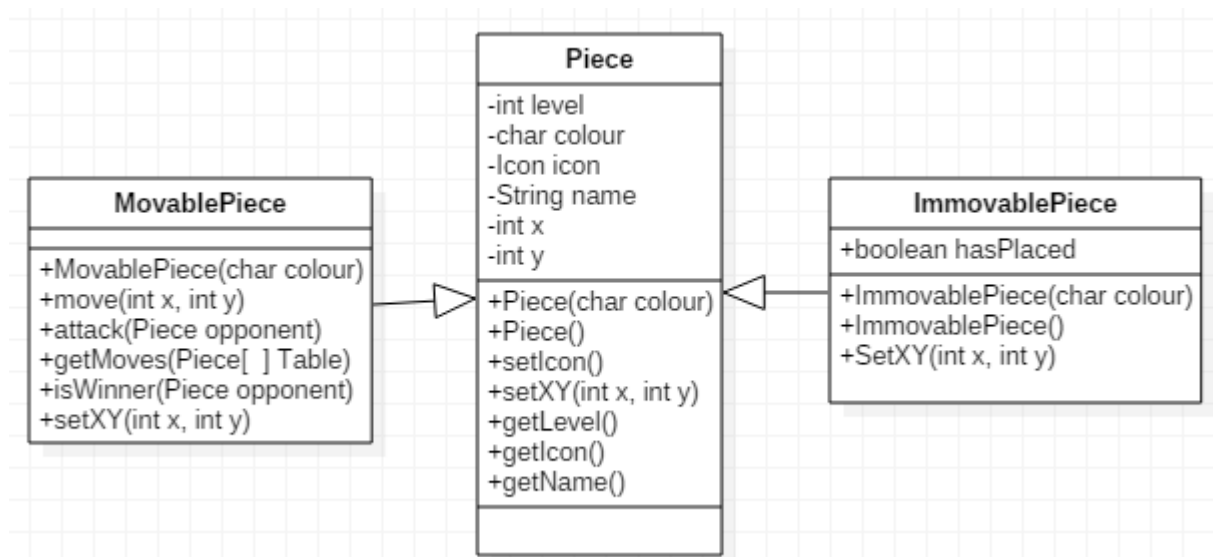 MovablePiece
+MovablePiece(char colour)
+move(int x, int y)
+attack(Piece opponent)
+getMoves(Piece[  ] Table)
+isWinner(Piece opponent)
+setXY(int x, int y)
Piece
-int level
-char colour
-Icon icon
-String name
-int x
-int y
+Piece(char colour)
+Piece()
+setIcon()
+setXY(int x, int y)
+getLevel()
+getIcon()
+getName()
ImmovablePiece
+boolean hasPlaced
+ImmovablePiece(char colour)
+ImmovablePiece()
+SetXY(int x, int y)